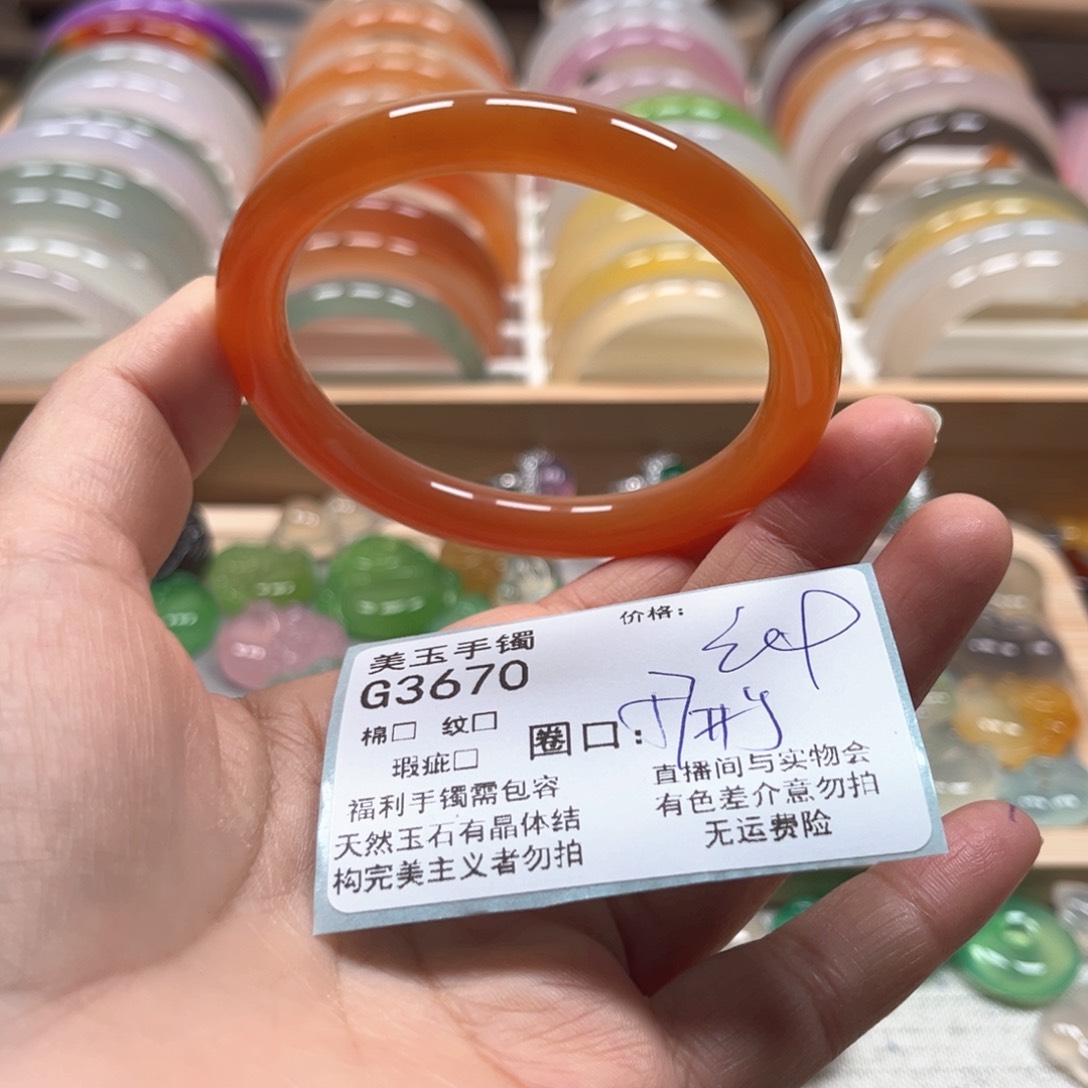 美玉手镯
价格:
G3670
棉□ 纹□
瑕疵□
圈口:
福利手镯需包容
天然玉石有晶体结
构完美主义者勿拍
直播间与实物会
有色差介意勿拍
无运费险